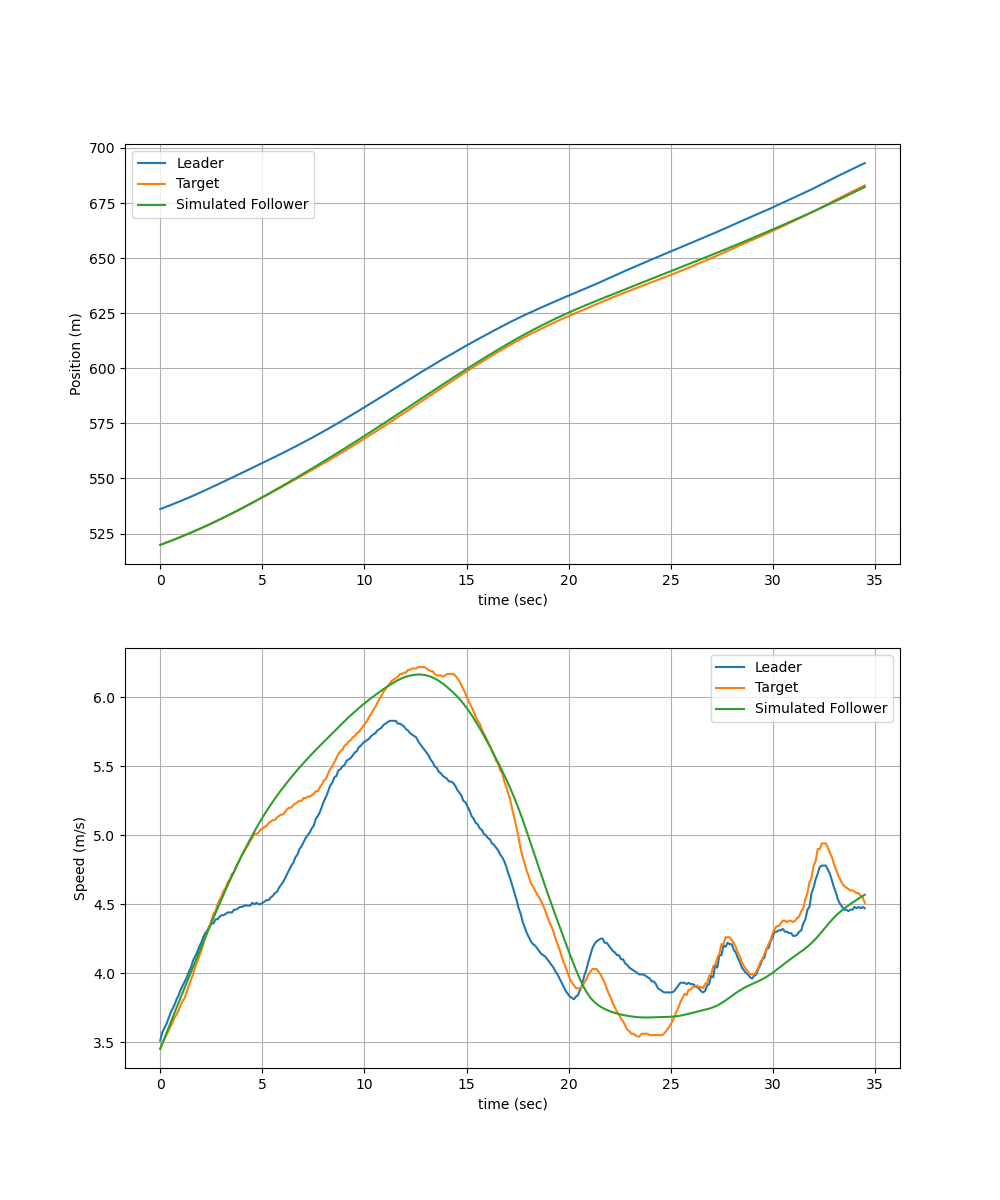 700
675
650
625
600
575
550
525
Position (m)
Leader
Target
Simulated Follower
0 5 10 15 20 25 30 35
time (sec)
6.0
5.5
5.0
4.5
4.0
3.5
Speed (m/s)
Leader
Target
Simulated Follower
0 5 10 15 20 25 30 35
time (sec)